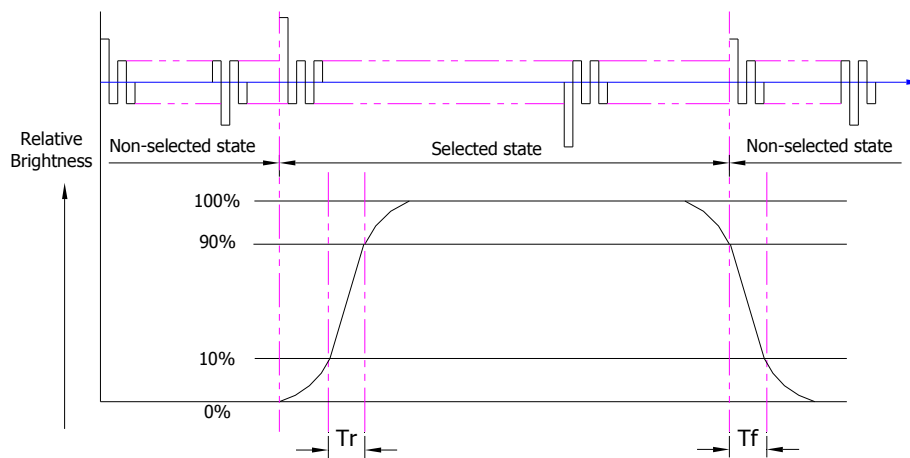 Relative
Brightness
Non-selected state
Selected state
Non-selected state
100%
90%
10%
0%
Tr
Tf